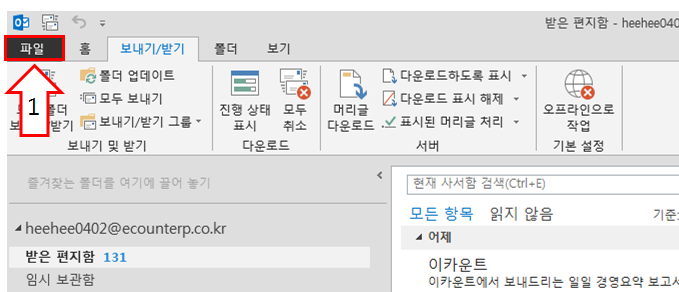 받은 편지함 - heehee040
파일 홈 보내기/받기 폴더 보기
폴더 업데이트
모두 보내기
보내기/받기 그룹
폴더
보내기/받기
진행 상태
표시
모두
취소
머리글
다운로드
다운로드하도록 표시
다운로드 표시 해제
표시된 머리글 처리
오프라인으로
작업
보내기 및 받기 다운로드 서버 기본 설정
1
즐겨찾는 폴더를 여기에 끌어 놓기
현재 사서함 검색(Ctrl+E)
heehee0402@ecounterp.co.kr
모든 항목 읽지 않음 기준:
어제
받은 편지함 131
이카운트
임시 보관함
이카운트에서 보내드리는 일일 경영요약 보고서